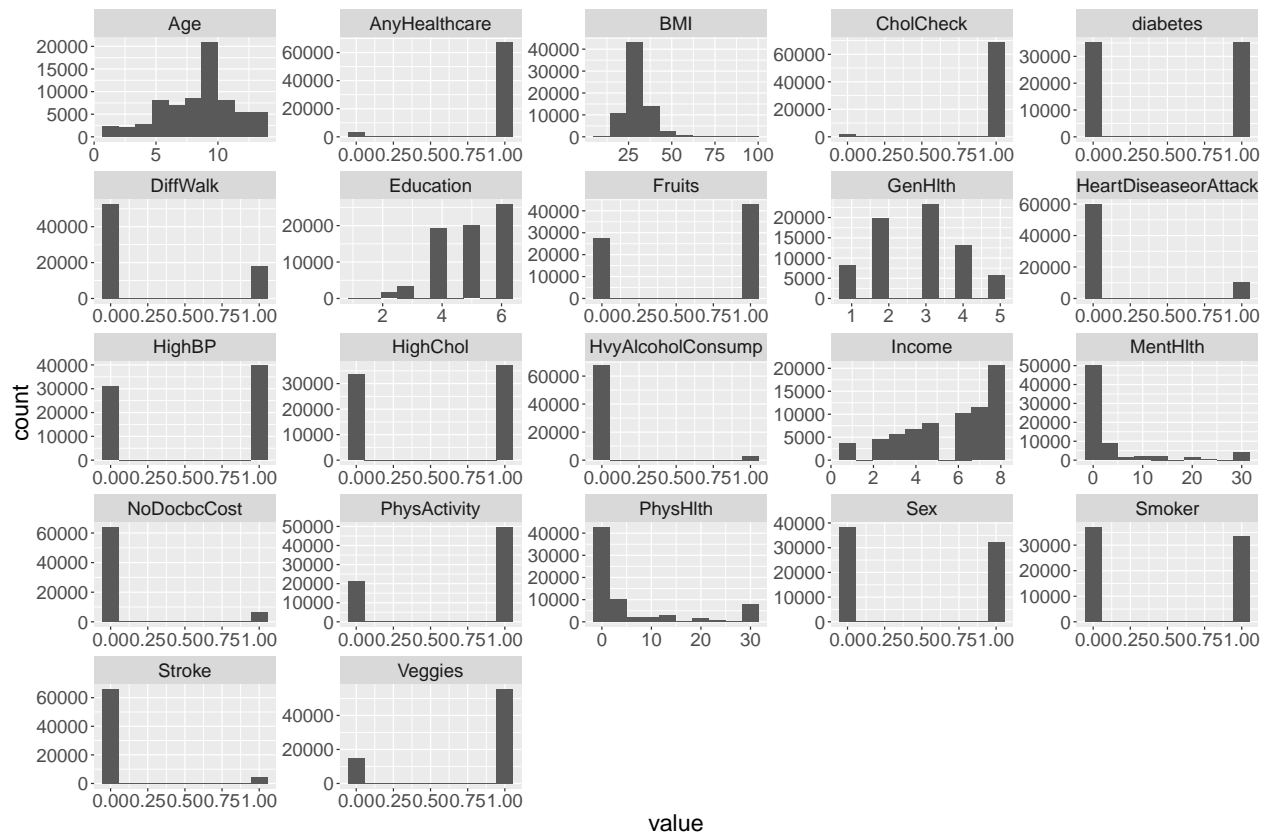 Age AnyHealthcare BMI CholCheck diabetes
20000 60000 40000 60000 30000
15000 40000 30000 40000 20000
10000 20000 20000 20000 10000
5000 0 10000 0 0
0 0
0 5 10 0.000.250.500.751.00 25 50 75 100 0.000.250.500.751.00 0.000.250.500.751.00
DiffWalk Education Fruits GenHlth HeartDiseaseorAttack
40000 20000 40000 20000 60000
20000 10000 30000 15000 40000
0 0 20000 10000 20000
10000 5000 0
0 0
0.000.250.500.751.00 2 4 6 0.000.250.500.751.00 1 2 3 4 5 0.000.250.500.751.00
HighBP HighChol HvyAlcoholConsump Income MentHlth
40000 30000 60000 20000 50000
30000 20000 40000 15000 40000
20000 10000 20000 10000 30000
10000 0 0 5000 20000
0 0 10000
0
0.000.250.500.751.00 0.000.250.500.751.00 0.000.250.500.751.00 0 2 4 6 8 0 10 20 30
count
NoDocbcCost PhysActivity PhysHlth Sex Smoker
60000 50000 40000 40000 30000
40000 40000 30000 30000 20000
20000 30000 20000 20000 10000
0 20000 10000 10000 0
10000 0 0
0
0.000.250.500.751.00 0.000.250.500.751.00 0 10 20 30 0.000.250.500.751.00 0.000.250.500.751.00
Stroke Veggies
60000 40000
40000 20000
20000 0
0
0.000.250.500.751.00 0.000.250.500.751.00
value